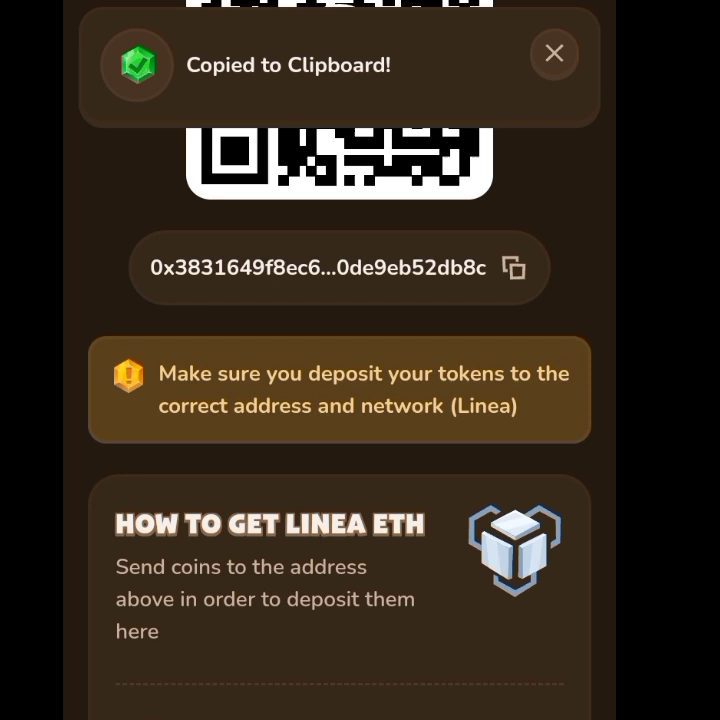 Copied to Clipboard!
0x3831649f8ec6...0de9eb52db8c
Make sure you deposit your tokens to the
correct address and network (Linea)
HOW TO GET LINEA ETH
Send coins to the address
above in order to deposit them
here